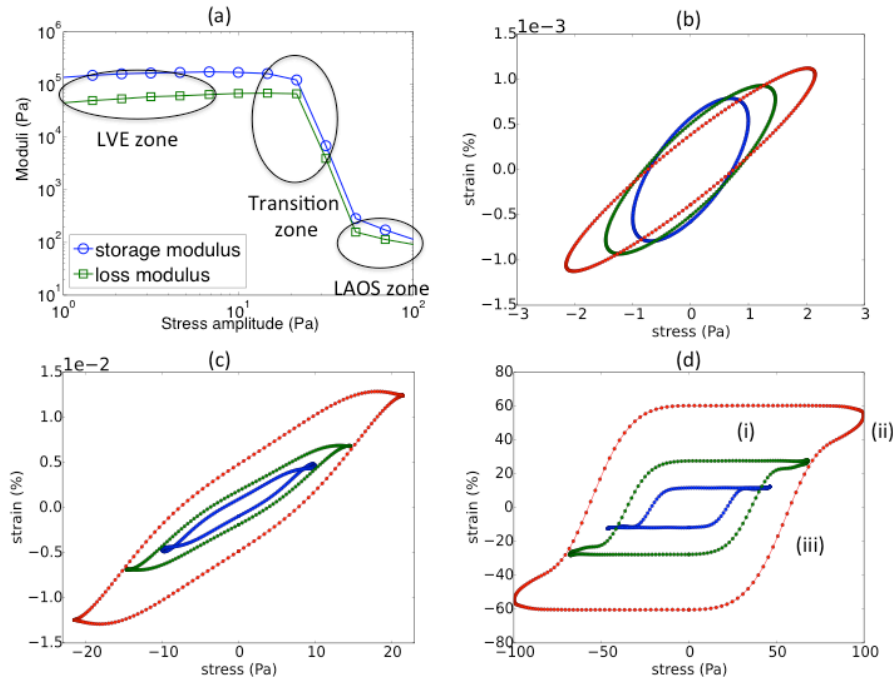 (a)
10^6
10^5
10^4
10^3
10^2
10^1
Moduli (Pa)
LVE zone
Transition
zone
LAOS zone
storage modulus
loss modulus
10^0
10^1
10^2
Stress amplitude (Pa)
(b)
1e−3
1.5
1.0
0.5
0.0
−0.5
−1.0
−1.5
strain (%)
−3
−2
−1
0
1
2
3
stress (Pa)
(c)
1e−2
1.5
1.0
0.5
0.0
−0.5
−1.0
−1.5
strain (%)
−20
−10
0
10
20
stress (Pa)
(d)
80
60
40
20
0
−20
−40
−60
−80
strain (%)
(i)
(ii)
(iii)
−100
−50
0
50
100
stress (Pa)